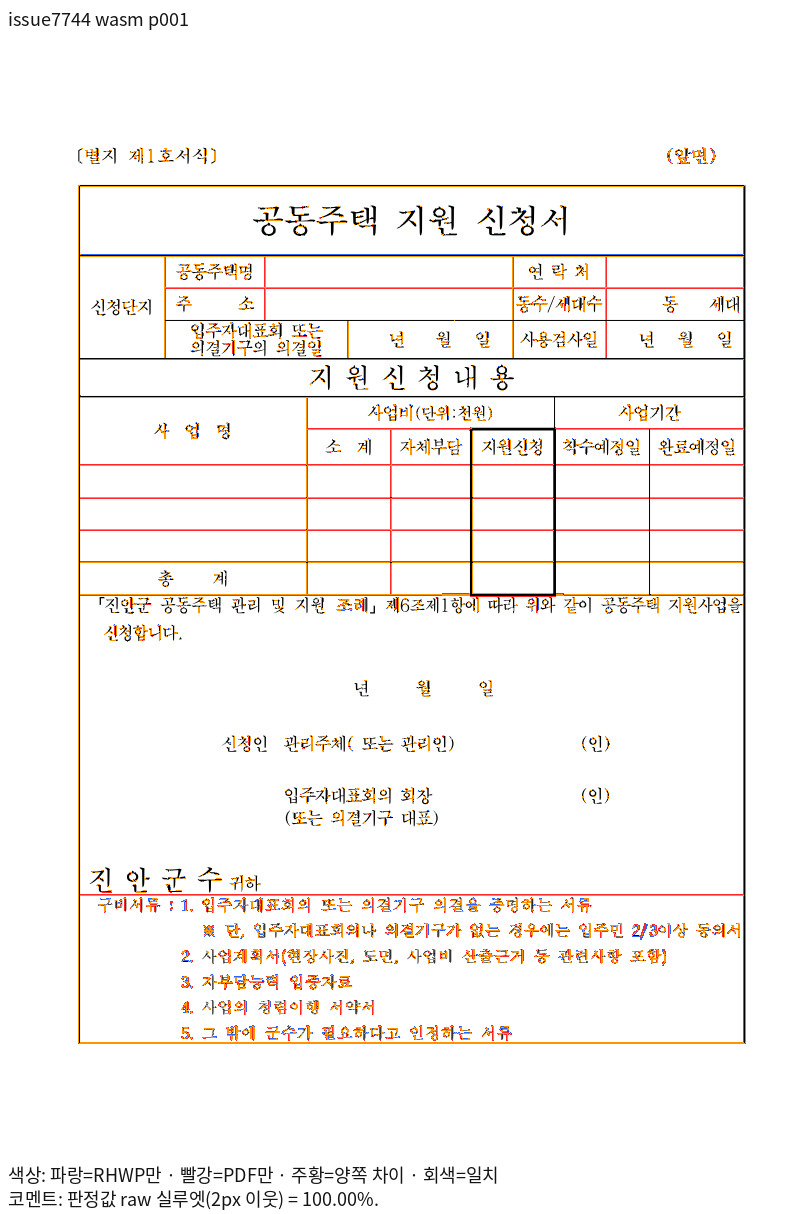 issue7744 wasm p001
〔별지 제1호서식〕 (앞면)
공동주택 지원 신청서
신청단지 공동주택명 연 락 처
주 소 동수/세대수 동 세대
입주자대표회 또는
의결기구의 의결일 년 월 일 사용검사일 년 월 일
지 원 신 청 내 용
사 업 명 사업비(단위:천원) 사업기간
소 계 자체부담 지원신청 착수예정일 완료예정일
총 계
「진안군 공동주택 관리 및 지원 조례」 제6조제1항에 따라 위와 같이 공동주택 지원사업을
신청합니다.
년 월 일
신청인 관리주체( 또는 관리인) (인)
입주자대표회의 회장 (인)
(또는 의결기구 대표)
진 안 군 수 귀하
구비서류 : 1. 입주자대표회의 또는 의결기구 의결을 증명하는 서류
※ 단, 입주자대표회의나 의결기구가 없는 경우에는 입주민 2/3이상 동의서
2. 사업계획서(현장사진, 도면, 사업비 산출근거 등 관련사항 포함)
3. 자부담능력 입증자료
4. 사업의 청렴이행 서약서
5. 그 밖에 군수가 필요하다고 인정하는 서류
색상: 파랑=RHWP만 · 빨강=PDF만 · 주황=양쪽 차이 · 회색=일치
코멘트: 판정값 raw 실루엣(2px 이웃) = 100.00%.